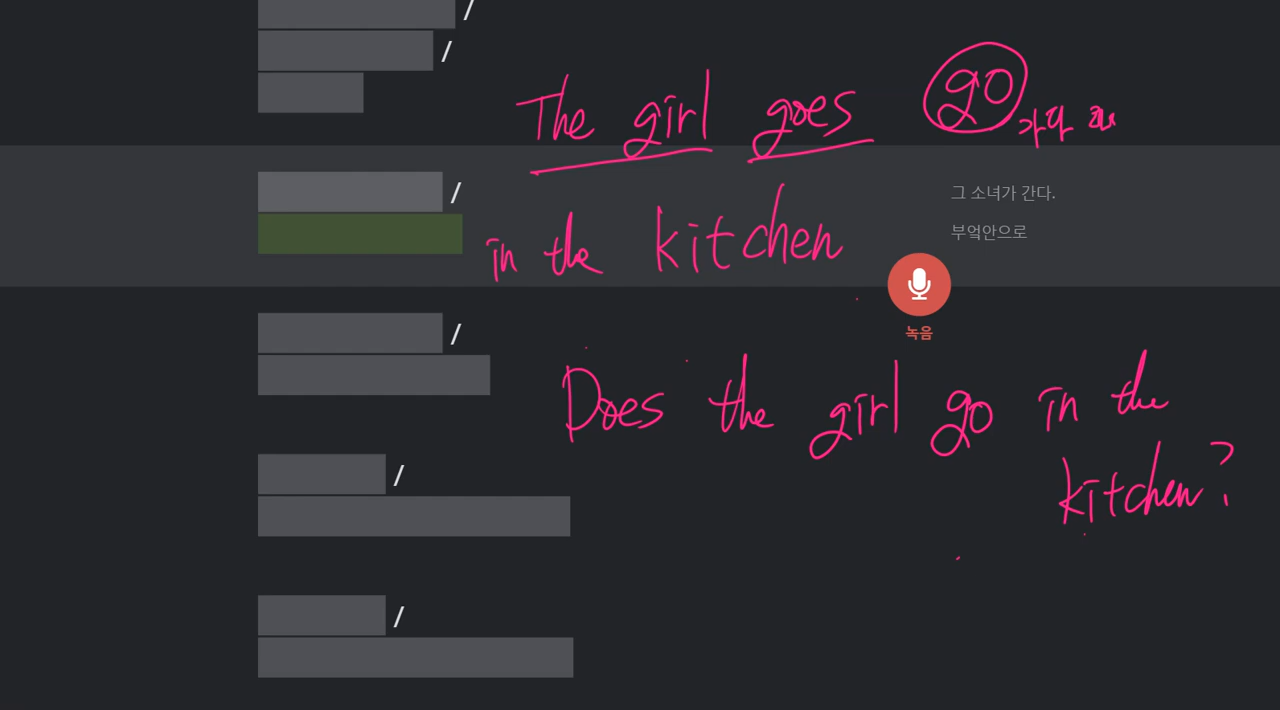 /
/
The girl goes go 가다
/
그 소녀가 간다.
in the kitchen
부엌안으로
녹음
/
Does the girl go in the
kitchen?
/
/